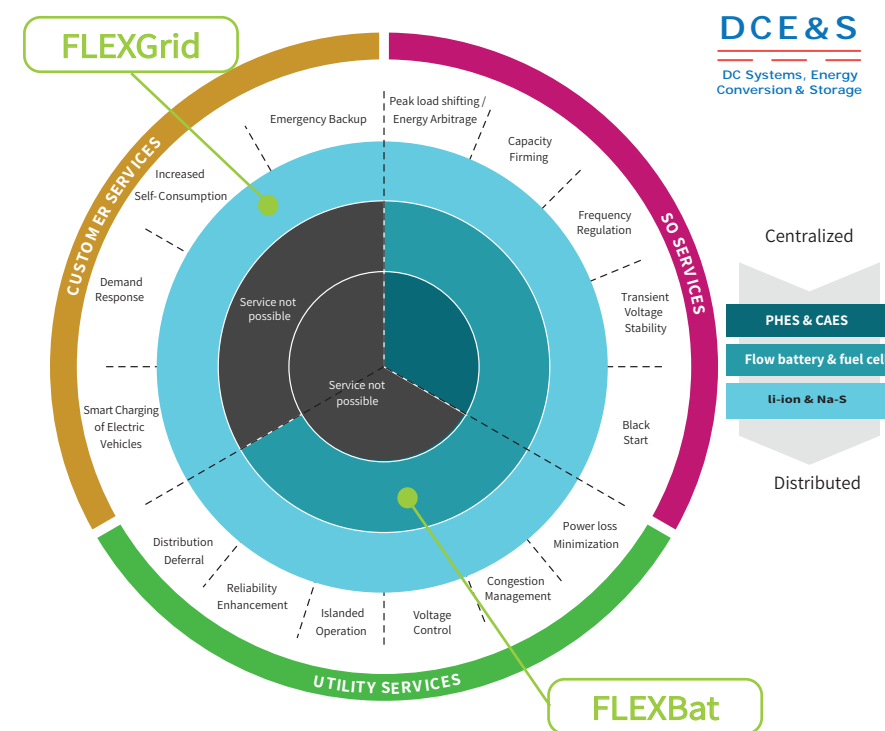 FLEXGrid
DCE&S
DC Systems, Energy
Conversion & Storage
CUSTOMER SERVICES
SO SERVICES
UTILITY SERVICES
Emergency Backup
Peak load shifting /
Energy Arbitrage
Capacity
Firming
Frequency
Regulation
Transient
Voltage
Stability
Black
Start
Power loss
Minimization
Congestion
Management
Voltage
Control
Islanded
Operation
Reliability
Enhancement
Distribution
Deferral
Smart Charging
of Electric
Vehicles
Demand
Response
Increased
Self-Consumption
Service not
possible
Service not
possible
Centralized
PHES & CAES
Flow battery & fuel cel
li-ion & Na-S
Distributed
FLEXBat